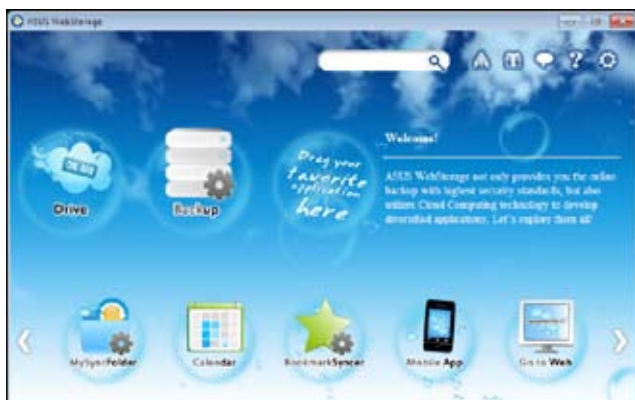 ASUS WebStorage
Welcome!
ASUS WebStorage not only provides you the online
backup with highest security standards, but also
utilizes Cloud Computing technology to develop
diversified applications. Let's explore them all!
Drag your
favorite
application
here
Drive
Backup
MySyncFolder
Calendar
BookmarkSyncer
Mobile App
Go to Web